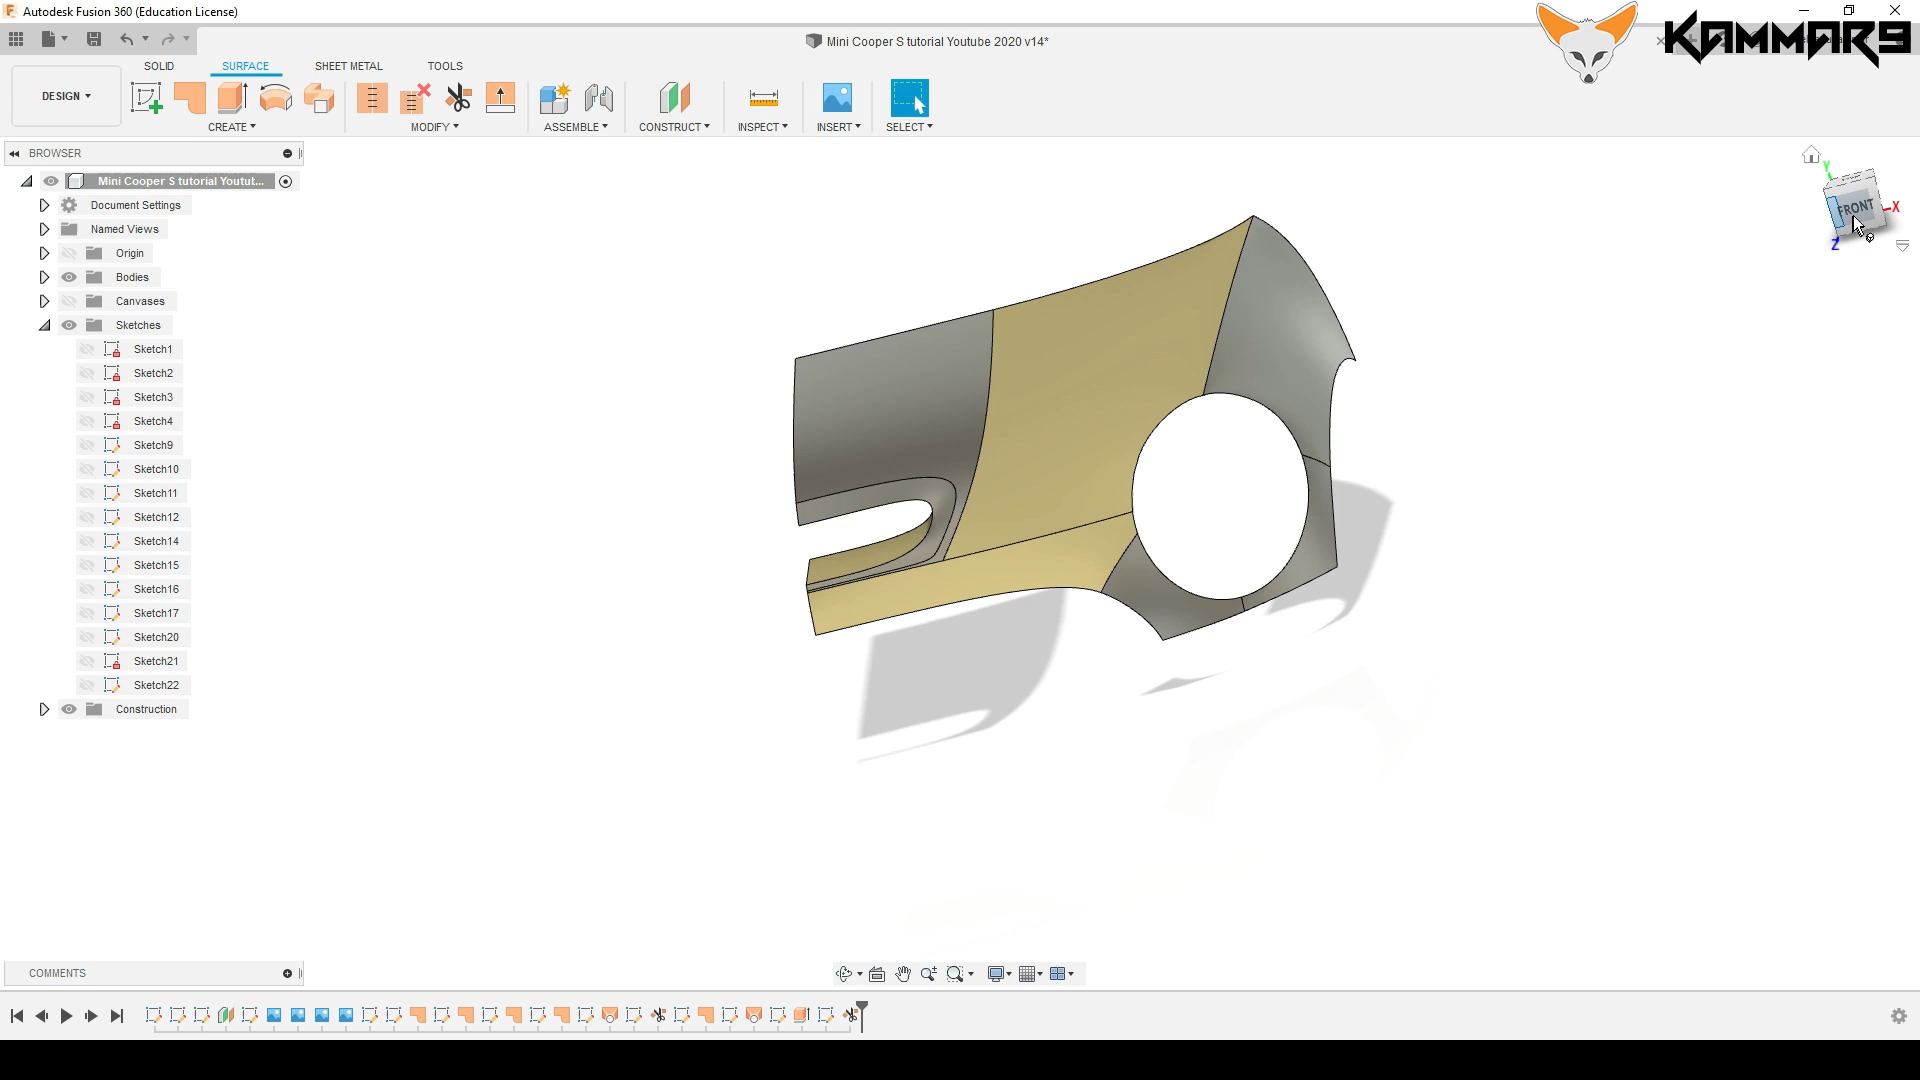 Autodesk Fusion 360 (Education License)
Mini Cooper S tutorial Youtube 2020 v14*
KAMMAR9
SOLID SURFACE SHEET METAL TOOLS
DESIGN
CREATE MODIFY ASSEMBLE CONSTRUCT INSPECT INSERT SELECT
BROWSER
Mini Cooper S tutorial Youtut...
Document Settings
Named Views
Origin
Bodies
Canvases
Sketches
Sketch1
Sketch2
Sketch3
Sketch4
Sketch9
Sketch10
Sketch11
Sketch12
Sketch14
Sketch15
Sketch16
Sketch17
Sketch20
Sketch21
Sketch22
Construction
Y
FRONT
X
Z
COMMENTS